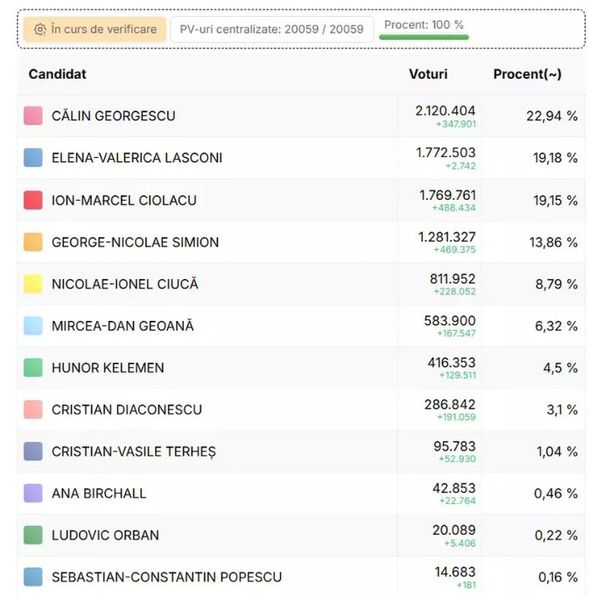 În curs de verificare PV-uri centralizate: 20059 / 20059 Procent: 100 %
Candidat Voturi Procent(~)
CĂLIN GEORGESCU 2.120.404 22,94 %
+347.901
ELENA-VALERICA LASCONI 1.772.503 19,18 %
+2.742
ION-MARCEL CIOLACU 1.769.761 19,15 %
+488.434
GEORGE-NICOLAE SIMION 1.281.327 13,86 %
+469.375
NICOLAE-IONEL CIUCĂ 811.952 8,79 %
+228.052
MIRCEA-DAN GEOANĂ 583.900 6,32 %
+167.547
HUNOR KELEMEN 416.353 4,5 %
+129.511
CRISTIAN DIACONESCU 286.842 3,1 %
+191.059
CRISTIAN-VASILE TERHEȘ 95.783 1,04 %
+52.930
ANA BIRCHALL 42.853 0,46 %
+22.764
LUDOVIC ORBAN 20.089 0,22 %
+5.406
SEBASTIAN-CONSTANTIN POPESCU 14.683 0,16 %
+181